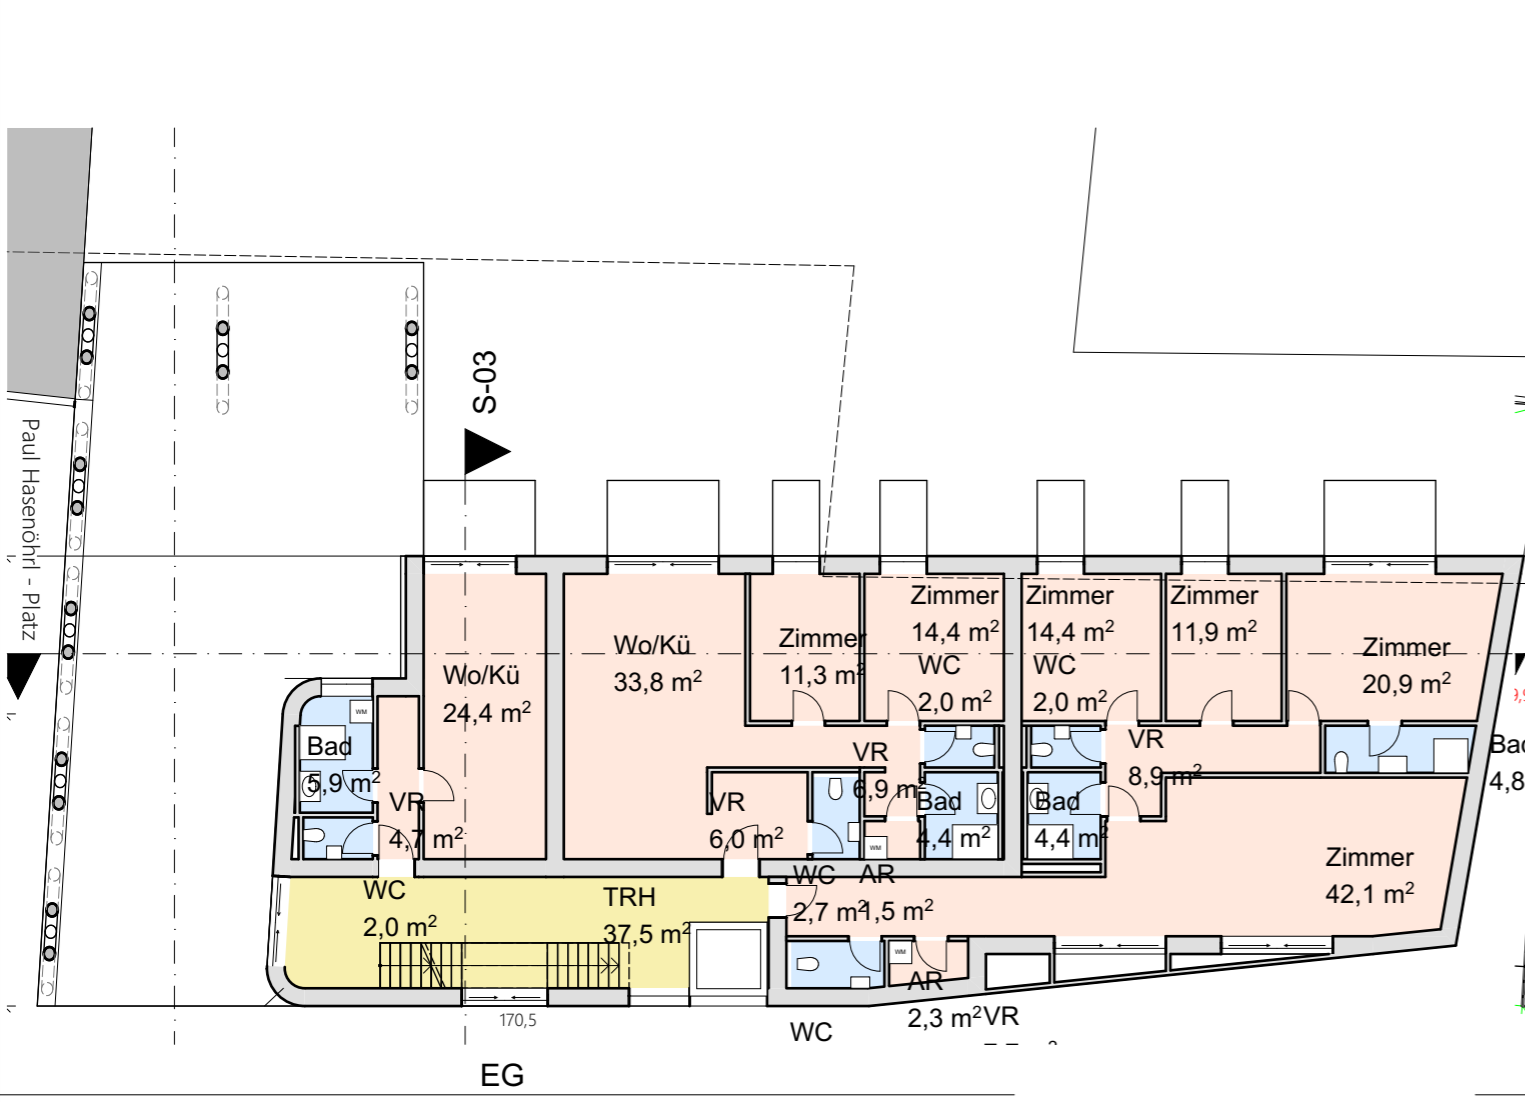 S-03
Paul Hasenöhrl - Platz
Wo/Kü
24,4 m²
Wo/Kü
33,8 m²
Zimmer
11,3 m²
Zimmer
14,4 m²
WC
2,0 m²
Zimmer
14,4 m²
WC
2,0 m²
Zimmer
11,9 m²
Zimmer
20,9 m²
WM
Bad
5,9 m²
VR
4,7 m²
VR
6,0 m²
VR
6,9 m²
Bad
4,4 m²
Bad
4,4 m²
VR
8,9 m²
Bad
4,8
WM
Zimmer
42,1 m²
WC
2,0 m²
TRH
37,5 m²
WC
2,7 m²
AR
1,5 m²
WM
AR
2,3 m²
VR
WC
170,5
EG